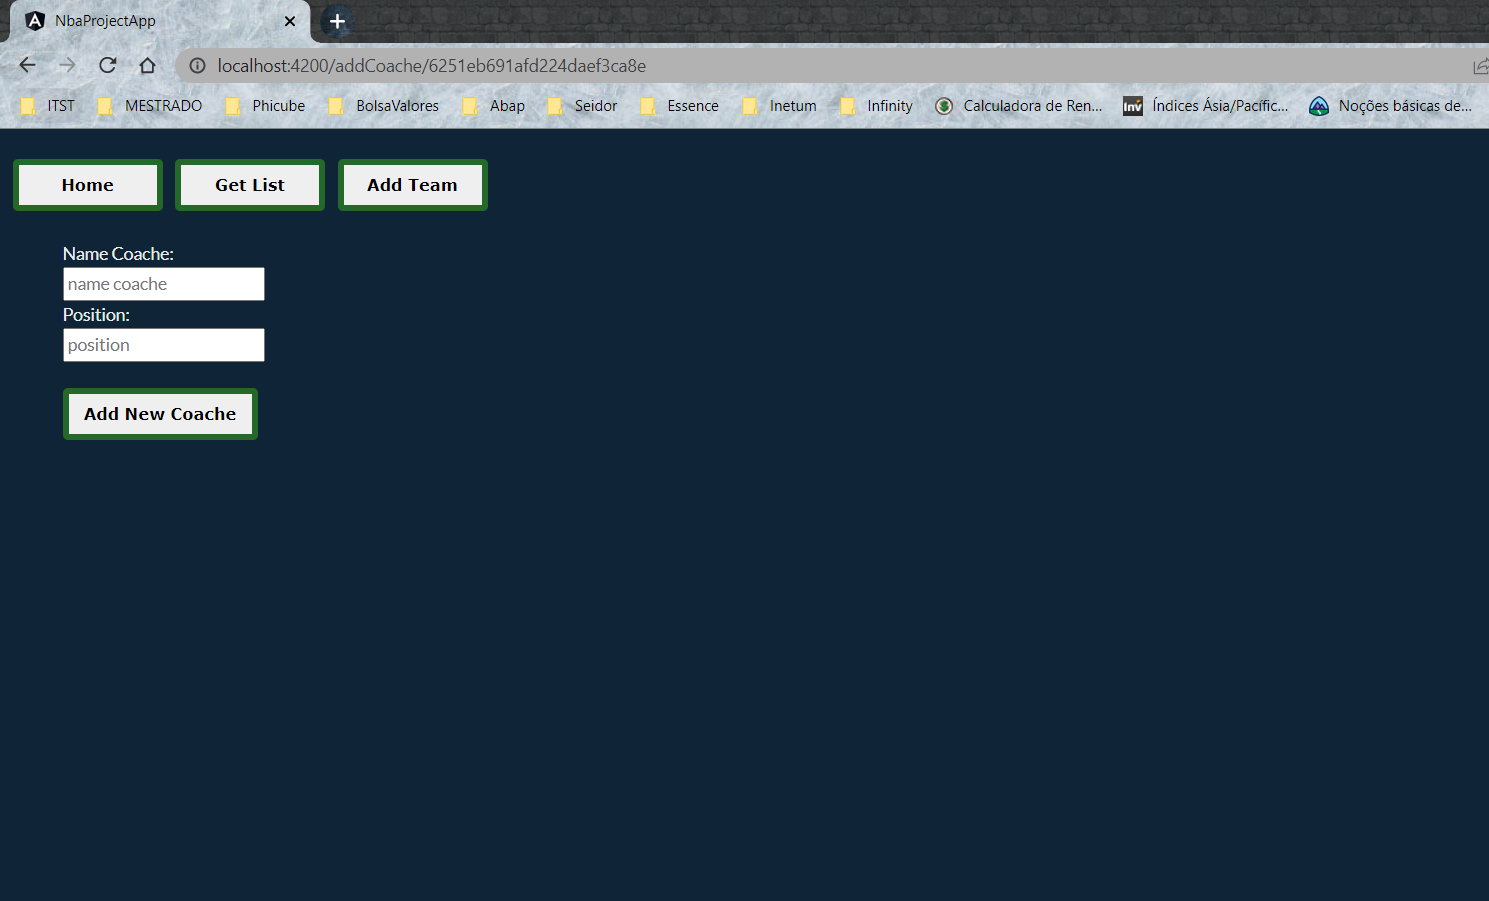 NbaProjectApp
localhost:4200/addCoache/6251eb691afd224daef3ca8e
ITST MESTRADO Phicube BolsaValores Abap Seidor Essence Inetum Infinity Calculadora de Ren... Inv Índices Ásia/Pacífic... Noções básicas de...
Home Get List Add Team
Name Coache:
name coache
Position:
position
Add New Coache